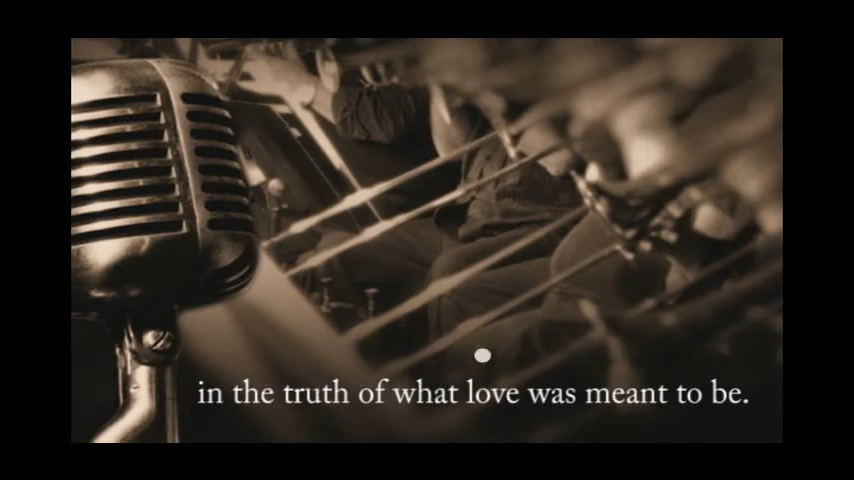 in the truth of what love was meant to be.